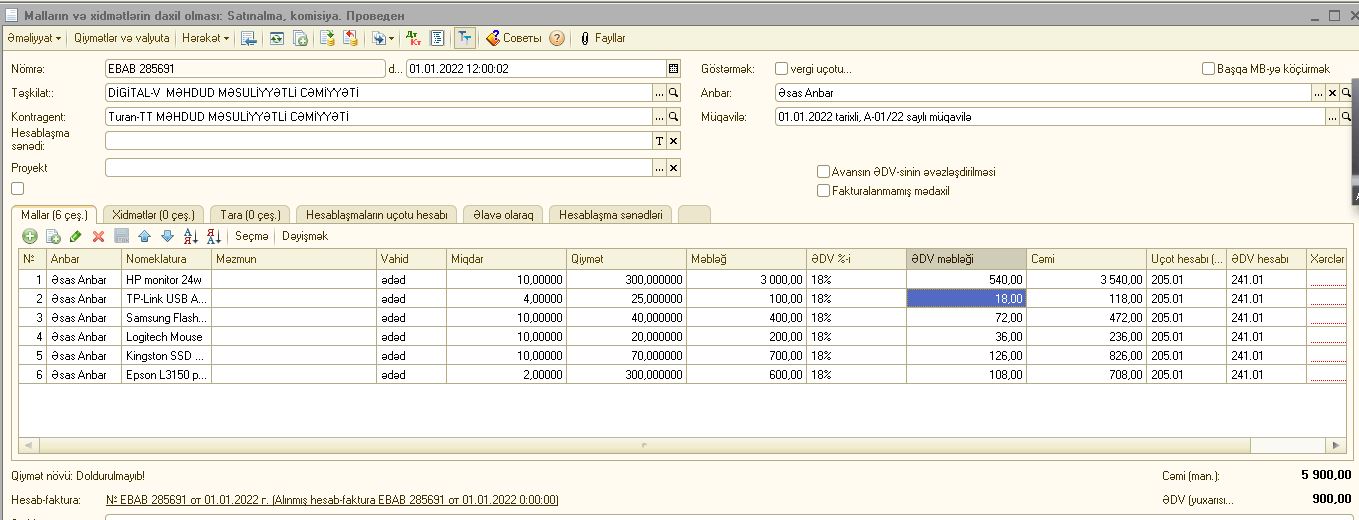 Malların və xidmətlərin daxil olması: Satınalma, komisiya. Проведен
Əməliyyat Qiymətlər və valyuta Hərəkət Дт Кт Советы Fayllar
Nömrə: EBAB 285691 d... 01.01.2022 12:00:02 Göstərmək: vergi uçotu... Başqa MB-yə köçürmək
Təşkilat:: DİGİTAL-V MƏHDUD MƏSULİYYƏTLİ CƏMİYYƏTİ ... Anbar: Əsas Anbar ...
Kontragent: Turan-TT MƏHDUD MƏSULİYYƏTLİ CƏMİYYƏTİ ... Müqavilə: 01.01.2022 tarixli, A-01/22 saylı müqavilə ...
Hesablaşma
sənədi: T
Proyekt ... Avansın ƏDV-sinin əvəzləşdirilməsi
Fakturalanmamış mədaxil
Mallar (6 çeş.) Xidmətlər (0 çeş.) Tara (0 çeş.) Hesablaşmaların uçotu hesabı Əlavə olaraq Hesablaşma sənədləri
Seçmə Dəyişmək
№ Anbar Nomeklatura Məzmun Vahid Miqdar Qiymət Məbləğ ƏDV %-i ƏDV məbləği Cəmi Uçot hesabı (... ƏDV hesabı Xərclər
1 Əsas Anbar HP monitor 24w ədəd 10,00000 300,000000 3 000,00 18% 540,00 3 540,00 205.01 241.01
2 Əsas Anbar TP-Link USB A... ədəd 4,00000 25,000000 100,00 18% 18,00 118,00 205.01 241.01
3 Əsas Anbar Samsung Flash... ədəd 10,00000 40,000000 400,00 18% 72,00 472,00 205.01 241.01
4 Əsas Anbar Logitech Mouse ədəd 10,00000 20,000000 200,00 18% 36,00 236,00 205.01 241.01
5 Əsas Anbar Kingston SSD ... ədəd 10,00000 70,000000 700,00 18% 126,00 826,00 205.01 241.01
6 Əsas Anbar Epson L3150 p... ədəd 2,00000 300,000000 600,00 18% 108,00 708,00 205.01 241.01
Qiymət növü: Doldurulmayıb! Cəmi (man.): 5 900,00
Hesab-faktura: № EBAB 285691 от 01.01.2022 г. (Alınmış hesab-faktura EBAB 285691 от 01.01.2022 0:00:00) ƏDV (yuxarısı... 900,00